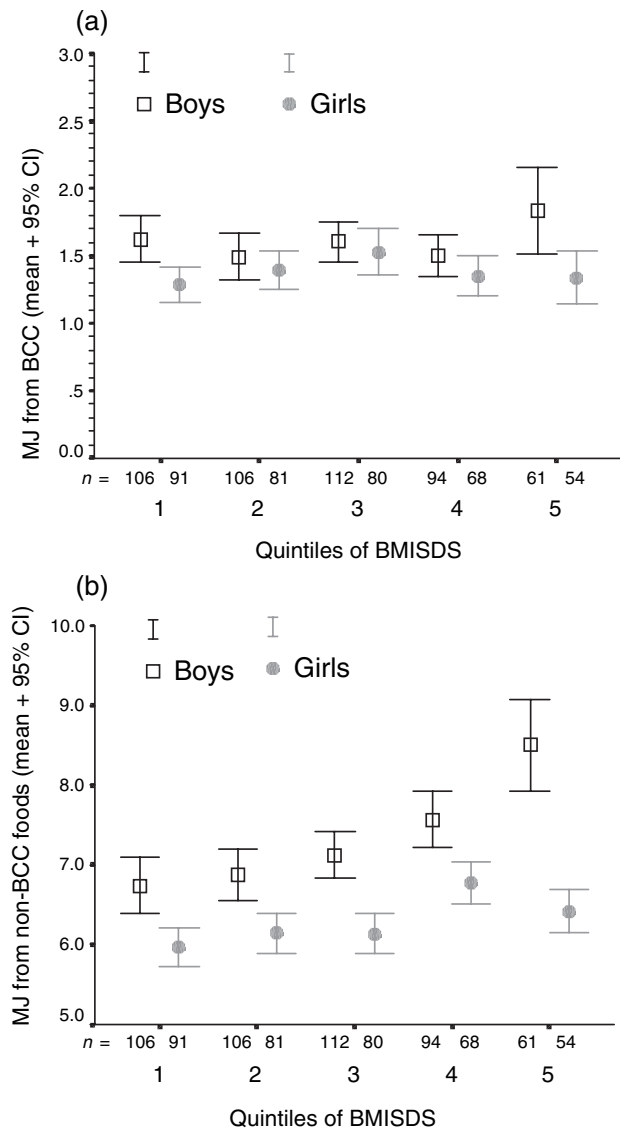 (a)
MJ from BCC (mean + 95% CI)
3.0
Boys Girls
2.5
2.0
1.5
1.0
.5
0.0
n = 106 91 106 81 112 80 94 68 61 54
1 2 3 4 5
Quintiles of BMISDS
(b)
MJ from non-BCC foods (mean + 95% CI)
10.0
Boys Girls
9.0
8.0
7.0
6.0
5.0
n = 106 91 106 81 112 80 94 68 61 54
1 2 3 4 5
Quintiles of BMISDS